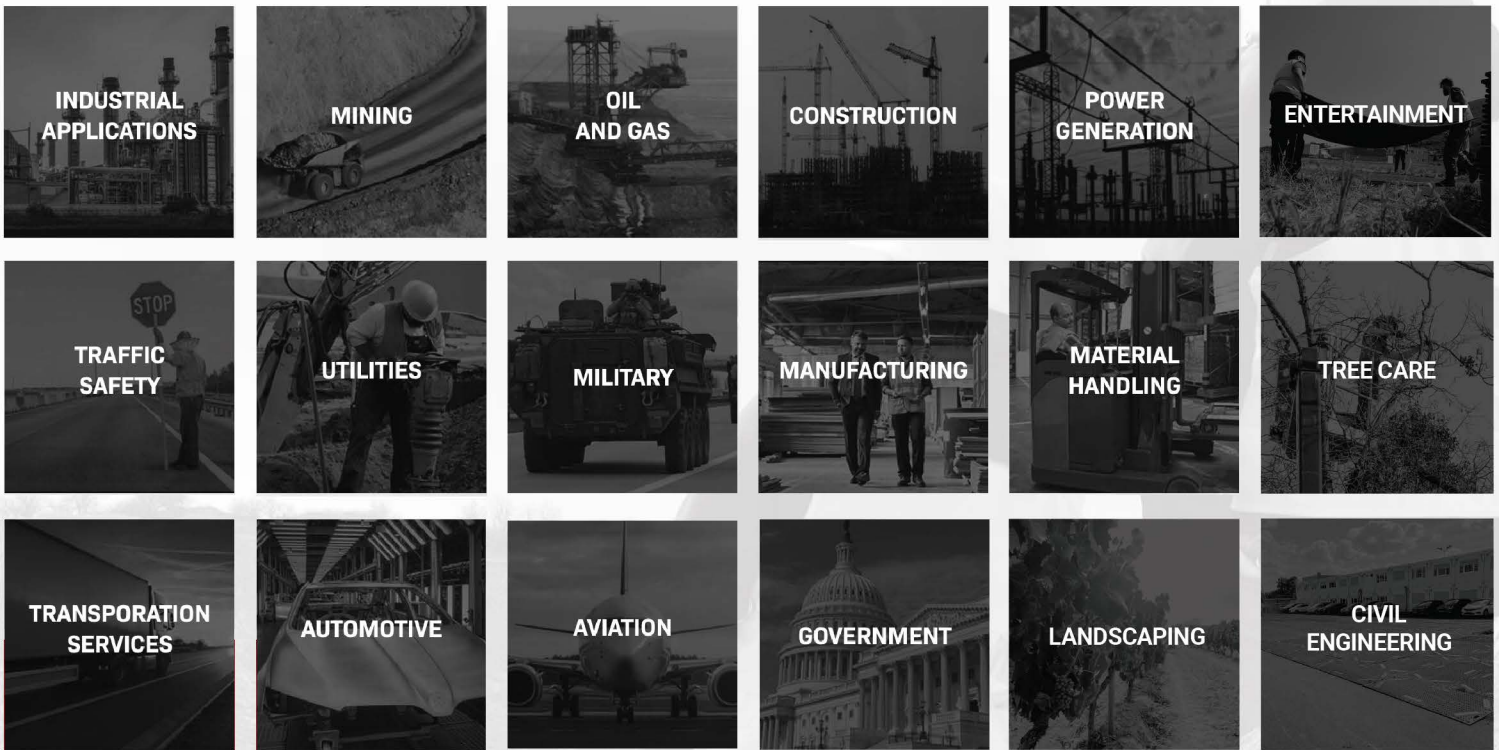 INDUSTRIAL
APPLICATIONS
MINING
OIL
AND GAS
CONSTRUCTION
POWER
GENERATION
ENTERTAINMENT
STOP
TRAFFIC
SAFETY
UTILITIES
MILITARY
MANUFACTURING
MATERIAL
HANDLING
TREE CARE
TRANSPORATION
SERVICES
AUTOMOTIVE
AVIATION
GOVERNMENT
LANDSCAPING
CIVIL
ENGINEERING